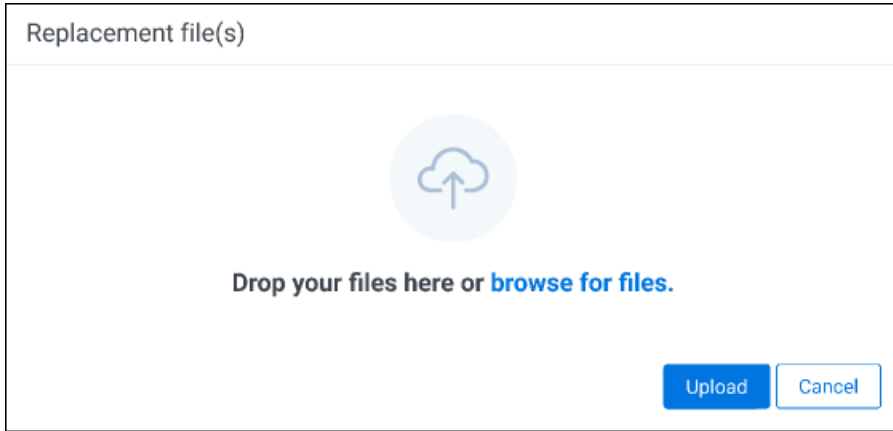 Replacement file(s)
Drop your files here or browse for files.
Upload Cancel